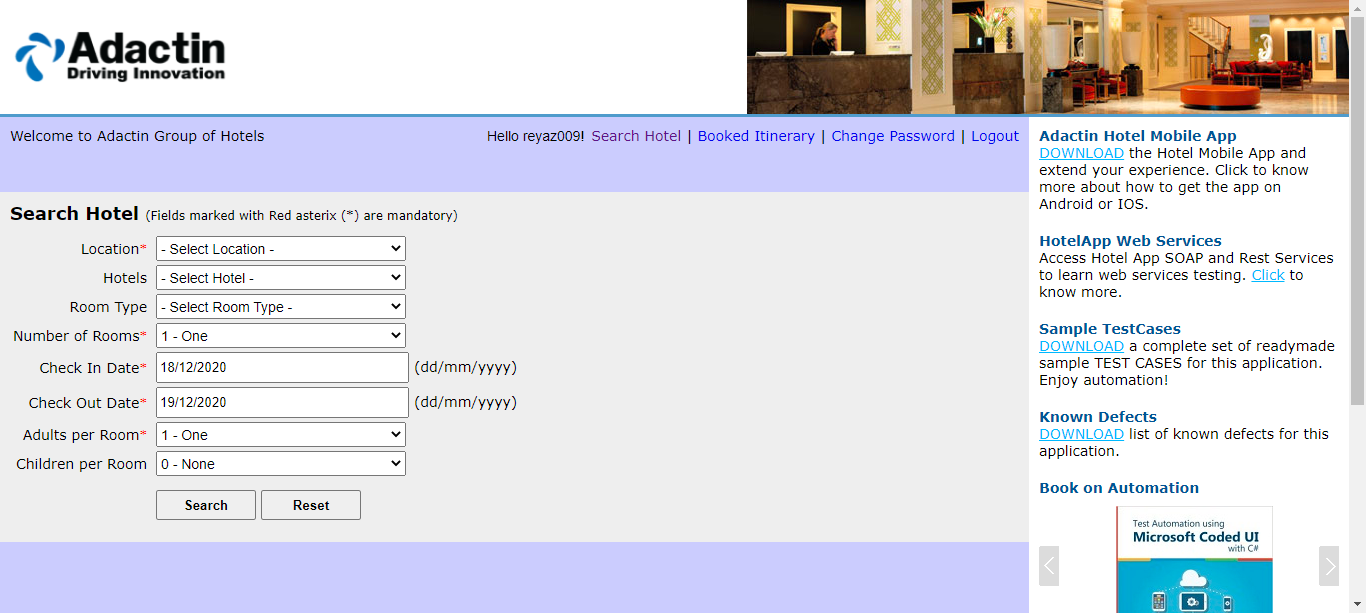 Adactin
Driving Innovation
Welcome to Adactin Group of Hotels
Hello reyaz009! Search Hotel | Booked Itinerary | Change Password | Logout
Search Hotel (Fields marked with Red asterix (*) are mandatory)
Location* - Select Location -
Hotels - Select Hotel -
Room Type - Select Room Type -
Number of Rooms* 1 - One
Check In Date* 18/12/2020 (dd/mm/yyyy)
Check Out Date* 19/12/2020 (dd/mm/yyyy)
Adults per Room* 1 - One
Children per Room 0 - None
Search Reset
Adactin Hotel Mobile App
DOWNLOAD the Hotel Mobile App and
extend your experience. Click to know
more about how to get the app on
Android or IOS.
HotelApp Web Services
Access Hotel App SOAP and Rest Services
to learn web services testing. Click to
know more.
Sample TestCases
DOWNLOAD a complete set of readymade
sample TEST CASES for this application.
Enjoy automation!
Known Defects
DOWNLOAD list of known defects for this
application.
Book on Automation
Test Automation using
Microsoft Coded UI
with C#